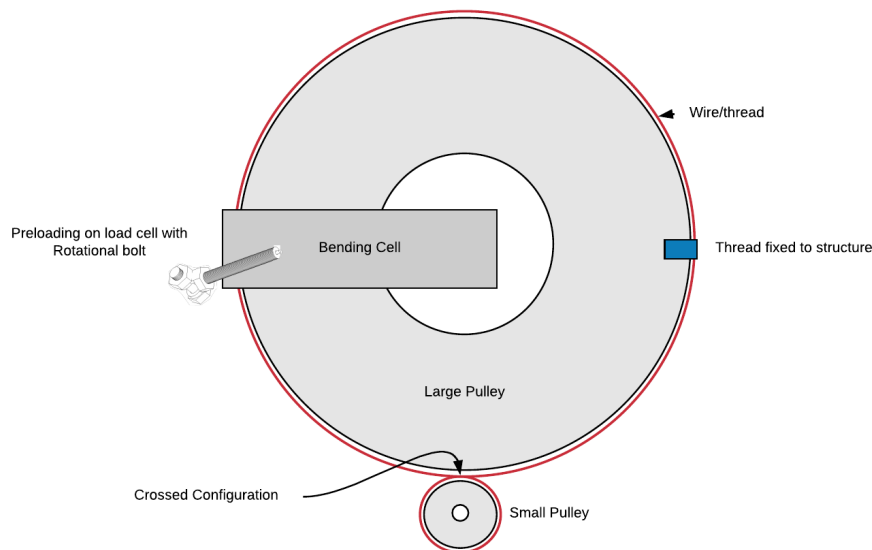 Wire/thread
Preloading on load cell with
Rotational bolt
Bending Cell
Thread fixed to structure
Large Pulley
Crossed Configuration
Small Pulley